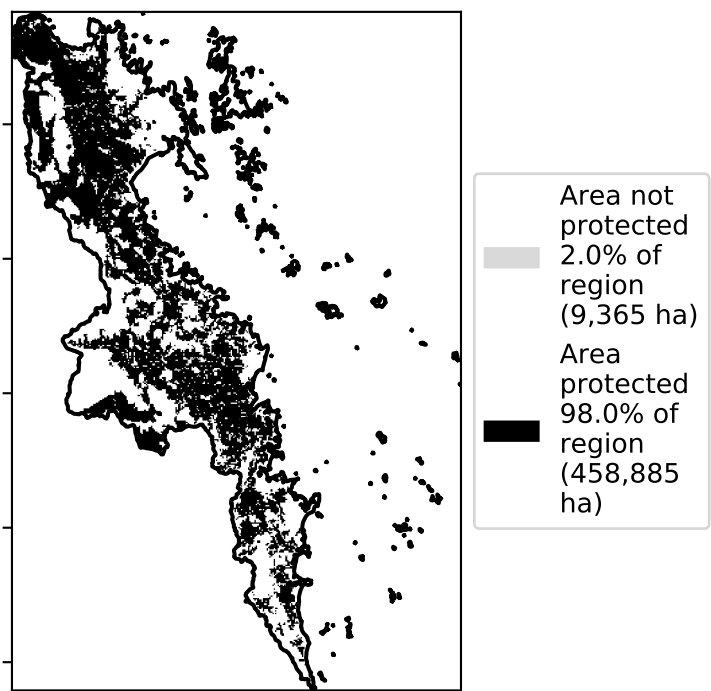 Area not
protected
2.0% of
region
(9,365 ha)
Area
protected
98.0% of
region
(458,885
ha)